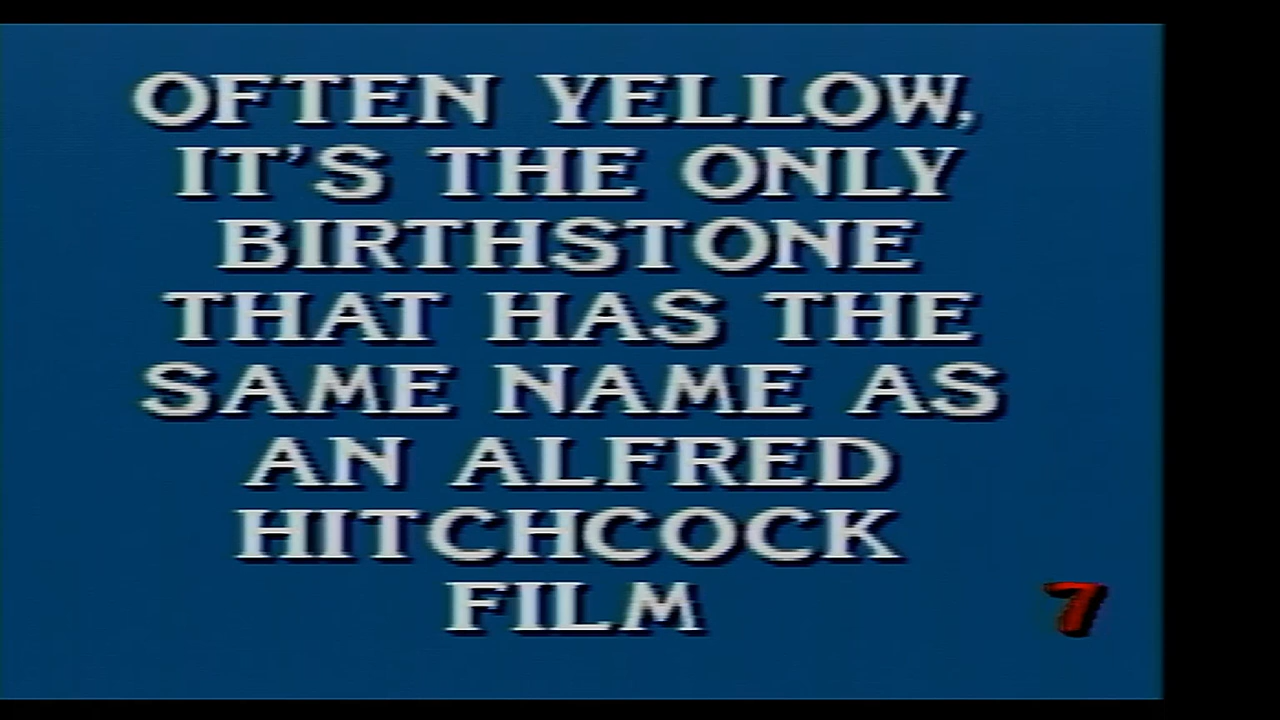 OFTEN YELLOW,
IT'S THE ONLY
BIRTHSTONE
THAT HAS THE
SAME NAME AS
AN ALFRED
HITCHCOCK
FILM
7